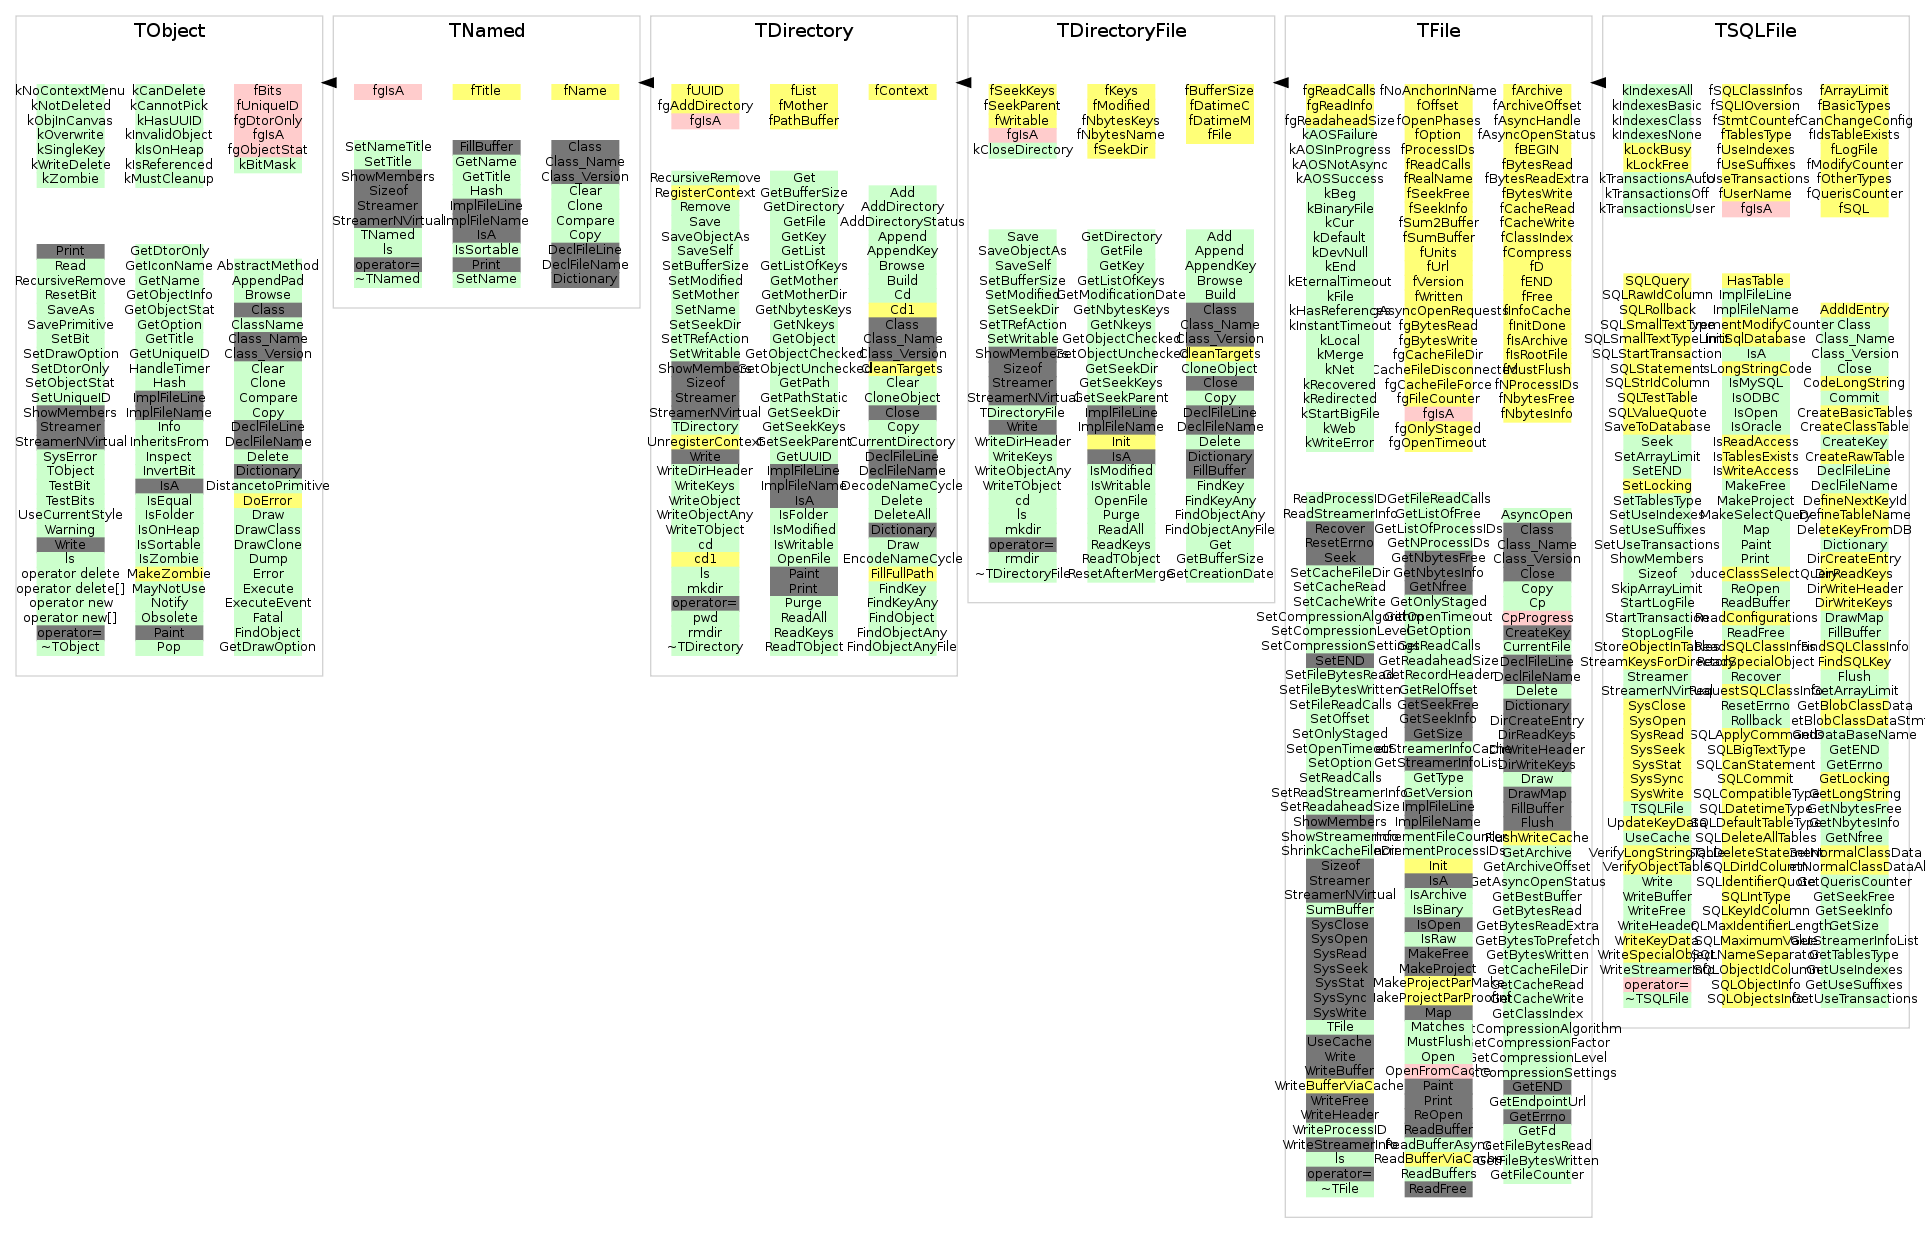 TObject
kNoContextMenu
kNotDeleted
kObjInCanvas
kOverwrite
kSingleKey
kWriteDelete
kZombie
kCanDelete
kCannotPick
kHasUUID
kInvalidObject
kIsOnHeap
kIsReferenced
kMustCleanup
fBits
fUniqueID
fgDtorOnly
fgIsA
fgObjectStat
kBitMask
Print
Read
RecursiveRemove
ResetBit
SaveAs
SavePrimitive
SetBit
SetDrawOption
SetDtorOnly
SetObjectStat
SetUniqueID
ShowMembers
Streamer
StreamerNVirtual
SysError
TObject
TestBit
TestBits
UseCurrentStyle
Warning
Write
ls
operator delete
operator delete[]
operator new
operator new[]
operator=
~TObject
GetDtorOnly
GetIconName
GetName
GetObjectInfo
GetObjectStat
GetOption
GetTitle
GetUniqueID
HandleTimer
Hash
ImplFileLine
ImplFileName
Info
InheritsFrom
Inspect
InvertBit
IsA
IsEqual
IsFolder
IsOnHeap
IsSortable
IsZombie
MakeZombie
MayNotUse
Notify
Obsolete
Paint
Pop
AbstractMethod
AppendPad
Browse
Class
ClassName
Class_Name
Class_Version
Clear
Clone
Compare
Copy
DeclFileLine
DeclFileName
Delete
Dictionary
DistancetoPrimitive
DoError
Draw
DrawClass
DrawClone
Dump
Error
Execute
ExecuteEvent
Fatal
FindObject
GetDrawOption
TNamed
fgIsA
fTitle
fName
SetNameTitle
SetTitle
ShowMembers
Sizeof
Streamer
StreamerNVirtual
TNamed
ls
operator=
~TNamed
FillBuffer
GetName
GetTitle
Hash
ImplFileLine
ImplFileName
IsA
IsSortable
Print
SetName
Class
Class_Name
Class_Version
Clear
Clone
Compare
Copy
DeclFileLine
DeclFileName
Dictionary
TDirectory
fUUID
fgAddDirectory
fgIsA
fList
fMother
fPathBuffer
fContext
RecursiveRemove
RegisterContext
Remove
Save
SaveObjectAs
SaveSelf
SetBufferSize
SetModified
SetMother
SetName
SetSeekDir
SetTRefAction
SetWritable
ShowMembers
Sizeof
Streamer
StreamerNVirtual
TDirectory
UnregisterContext
Write
WriteDirHeader
WriteKeys
WriteObject
WriteObjectAny
WriteTObject
cd
cd1
ls
mkdir
operator=
pwd
rmdir
~TDirectory
Get
GetBufferSize
GetDirectory
GetFile
GetKey
GetList
GetListOfKeys
GetMother
GetMotherDir
GetNbytesKeys
GetNkeys
GetObject
GetObjectChecked
GetObjectUnchecked
GetPath
GetPathStatic
GetSeekDir
GetSeekKeys
GetSeekParent
GetUUID
ImplFileLine
ImplFileName
IsA
IsFolder
IsModified
IsWritable
OpenFile
Paint
Print
Purge
ReadAll
ReadKeys
ReadTObject
Add
AddDirectory
AddDirectoryStatus
Append
AppendKey
Browse
Build
Cd
Cd1
Class
Class_Name
Class_Version
CleanTargets
Clear
CloneObject
Close
Copy
CurrentDirectory
DeclFileLine
DeclFileName
DecodeNameCycle
Delete
DeleteAll
Dictionary
Draw
EncodeNameCycle
FillFullPath
FindKey
FindKeyAny
FindObject
FindObjectAny
FindObjectAnyFile
TDirectoryFile
fSeekKeys
fSeekParent
fWritable
fgIsA
kCloseDirectory
fKeys
fModified
fNbytesKeys
fNbytesName
fSeekDir
fBufferSize
fDatimeC
fDatimeM
fFile
Save
SaveObjectAs
SaveSelf
SetBufferSize
SetModified
SetSeekDir
SetTRefAction
SetWritable
ShowMembers
Sizeof
Streamer
StreamerNVirtual
TDirectoryFile
Write
WriteDirHeader
WriteKeys
WriteObjectAny
WriteTObject
cd
ls
mkdir
operator=
rmdir
~TDirectoryFile
GetDirectory
GetFile
GetKey
GetListOfKeys
GetModificationDate
GetNbytesKeys
GetNkeys
GetObjectChecked
GetObjectUnchecked
GetSeekDir
GetSeekKeys
GetSeekParent
ImplFileLine
ImplFileName
Init
IsA
IsModified
IsWritable
OpenFile
Purge
ReadAll
ReadKeys
ReadTObject
ResetAfterMerge
Add
Append
AppendKey
Browse
Build
Class
Class_Name
Class_Version
CleanTargets
CloneObject
Close
Copy
DeclFileLine
DeclFileName
Delete
Dictionary
FillBuffer
FindKey
FindKeyAny
FindObjectAny
FindObjectAnyFile
Get
GetBufferSize
GetCreationDate
TFile
fgReadCalls
fgReadInfo
fgReadaheadSize
kAOSFailure
kAOSInProgress
kAOSNotAsync
kAOSSuccess
kBeg
kBinaryFile
kCur
kDefault
kDevNull
kEnd
kEternalTimeout
kFile
kHasReferences
kInstantTimeout
kLocal
kMerge
kNet
kRecovered
kRedirected
kStartBigFile
kWeb
kWriteError
fNoAnchorInName
fOffset
fOpenPhases
fOption
fProcessIDs
fReadCalls
fRealName
fSeekFree
fSeekInfo
fSum2Buffer
fSumBuffer
fUnits
fUrl
fVersion
fWritten
fgBytesRead
fgBytesWrite
fgCacheFileDir
fgCacheFileForce
fgFileCounter
fgIsA
fgOnlyStaged
fgOpenTimeout
fArchive
fArchiveOffset
fAsyncHandle
fAsyncOpenStatus
fBEGIN
fBytesRead
fBytesReadExtra
fBytesWrite
fCacheRead
fCacheWrite
fClassIndex
fCompress
fD
fEND
fFree
fInfoCache
fInitDone
fIsArchive
fIsRootFile
fMustFlush
fNProcessIDs
fNbytesFree
fNbytesInfo
ReadProcessID
ReadStreamerInfo
Recover
ResetErrno
Seek
SetCacheFileDir
SetCacheRead
SetCacheWrite
SetCompressionAlgorithm
SetCompressionLevel
SetCompressionSettings
SetEND
SetFileBytesRead
SetFileBytesWritten
SetFileReadCalls
SetOffset
SetOnlyStaged
SetOpenTimeout
SetOption
SetReadCalls
SetReadStreamerInfo
SetReadaheadSize
ShowMembers
ShowStreamerInfo
ShrinkCacheFileDir
Sizeof
Streamer
StreamerNVirtual
SumBuffer
SysClose
SysOpen
SysRead
SysSeek
SysStat
SysSync
SysWrite
TFile
UseCache
Write
WriteBuffer
WriteBufferViaCache
WriteFree
WriteHeader
WriteProcessID
WriteStreamerInfo
ls
operator=
~TFile
GetFileReadCalls
GetListOfFree
GetListOfProcessIDs
GetNProcessIDs
GetNbytesFree
GetNbytesInfo
GetNfree
GetOnlyStaged
GetOpenTimeout
GetOption
GetReadCalls
GetReadaheadSize
GetRecordHeader
GetRelOffset
GetSeekFree
GetSeekInfo
GetSize
GetStreamerInfoList
GetType
GetVersion
ImplFileLine
ImplFileName
Init
IsA
IsArchive
IsBinary
IsOpen
IsRaw
MakeFree
MakeProject
MakeProjectParMake
Map
Matches
MustFlush
Open
OpenFromCache
Paint
Print
ReOpen
ReadBuffer
ReadBufferAsync
ReadBufferViaCache
ReadBuffers
ReadFree
AsyncOpen
Class
Class_Name
Class_Version
Close
Copy
Cp
CpProgress
CreateKey
CurrentFile
DeclFileLine
DeclFileName
Delete
Dictionary
DirCreateEntry
DirReadKeys
DirWriteHeader
DirWriteKeys
Draw
DrawMap
FillBuffer
Flush
FlushWriteCache
GetArchive
GetArchiveOffset
GetAsyncOpenStatus
GetBestBuffer
GetBytesRead
GetBytesReadExtra
GetBytesToPrefetch
GetBytesWritten
GetCacheFileDir
GetCacheRead
GetCacheWrite
GetClassIndex
GetCompressionFactor
GetCompressionLevel
GetEND
GetEndpointUrl
GetErrno
GetFd
GetFileBytesRead
GetFileBytesWritten
GetFileCounter
TSQLFile
kIndexesAll
kIndexesBasic
kIndexesClass
kIndexesNone
kLockBusy
kLockFree
kTransactionsAuto
kTransactionsOff
kTransactionsUser
fSQLClassInfos
fSQLIOversion
fStmtCounter
fTablesType
fUseIndexes
fUseSuffixes
fUseTransactions
fUserName
fgIsA
fArrayLimit
fBasicTypes
fCanChangeConfig
fIdsTableExists
fLogFile
fModifyCounter
fOtherTypes
fQuerisCounter
fSQL
SQLQuery
SQLRawIdColumn
SQLRollback
SQLSmallTextType
SQLSmallTextTypeLimit
SQLStartTransaction
SQLStatement
SQLStrIdColumn
SQLTestTable
SQLValueQuote
SaveToDatabase
Seek
SetArrayLimit
SetEND
SetLocking
SetTablesType
SetUseIndexes
SetUseSuffixes
SetUseTransactions
ShowMembers
Sizeof
SkipArrayLimit
StartLogFile
StartTransaction
StopLogFile
StoreObjectInTables
StreamKeysForDirectory
Streamer
StreamerNVirtual
SysClose
SysOpen
SysRead
SysSeek
SysStat
SysSync
SysWrite
TSQLFile
UpdateKeyData
UseCache
VerifyLongStringTable
VerifyObjectTable
Write
WriteBuffer
WriteFree
WriteHeader
WriteKeyData
WriteSpecialObject
WriteStreamerInfo
operator=
~TSQLFile
HasTable
ImplFileLine
ImplFileName
InitSqlDatabase
IsA
IsLongStringCode
IsMySQL
IsODBC
IsOpen
IsOracle
IsReadAccess
IsTablesExists
IsWriteAccess
MakeFree
MakeProject
MakeSelectQuery
Map
Paint
Print
ReOpen
ReadBuffer
ReadConfigurations
ReadFree
ReadSQLClassInfos
ReadSpecialObject
Recover
RequestSQLClassInfo
ResetErrno
Rollback
SQLApplyCommands
SQLBigTextType
SQLCanStatement
SQLCommit
SQLCompatibleType
SQLDatetimeType
SQLDefaultTableType
SQLDeleteAllTables
SQLDeleteStatement
SQLDirIdColumn
SQLIdentifierQuote
SQLIntType
SQLKeyIdColumn
SQLMaximumValue
SQLNameSeparator
SQLObjectIdColumn
SQLObjectInfo
SQLObjectsInfo
AddIdEntry
Class
Class_Name
Class_Version
Close
CodeLongString
Commit
CreateBasicTables
CreateClassTable
CreateKey
CreateRawTable
DeclFileLine
DeclFileName
DefineNextKeyId
DefineTableName
DeleteKeyFromDB
Dictionary
DirCreateEntry
DirReadKeys
DirWriteHeader
DirWriteKeys
DrawMap
FillBuffer
FindSQLClassInfo
FindSQLKey
Flush
GetArrayLimit
GetBlobClassData
GetDataBaseName
GetEND
GetErrno
GetLocking
GetLongString
GetNbytesFree
GetNbytesInfo
GetNfree
GetNormalClassData
GetQuerisCounter
GetSeekFree
GetSeekInfo
GetSize
GetStreamerInfoList
GetTablesType
GetUseIndexes
GetUseSuffixes
GetUseTransactions